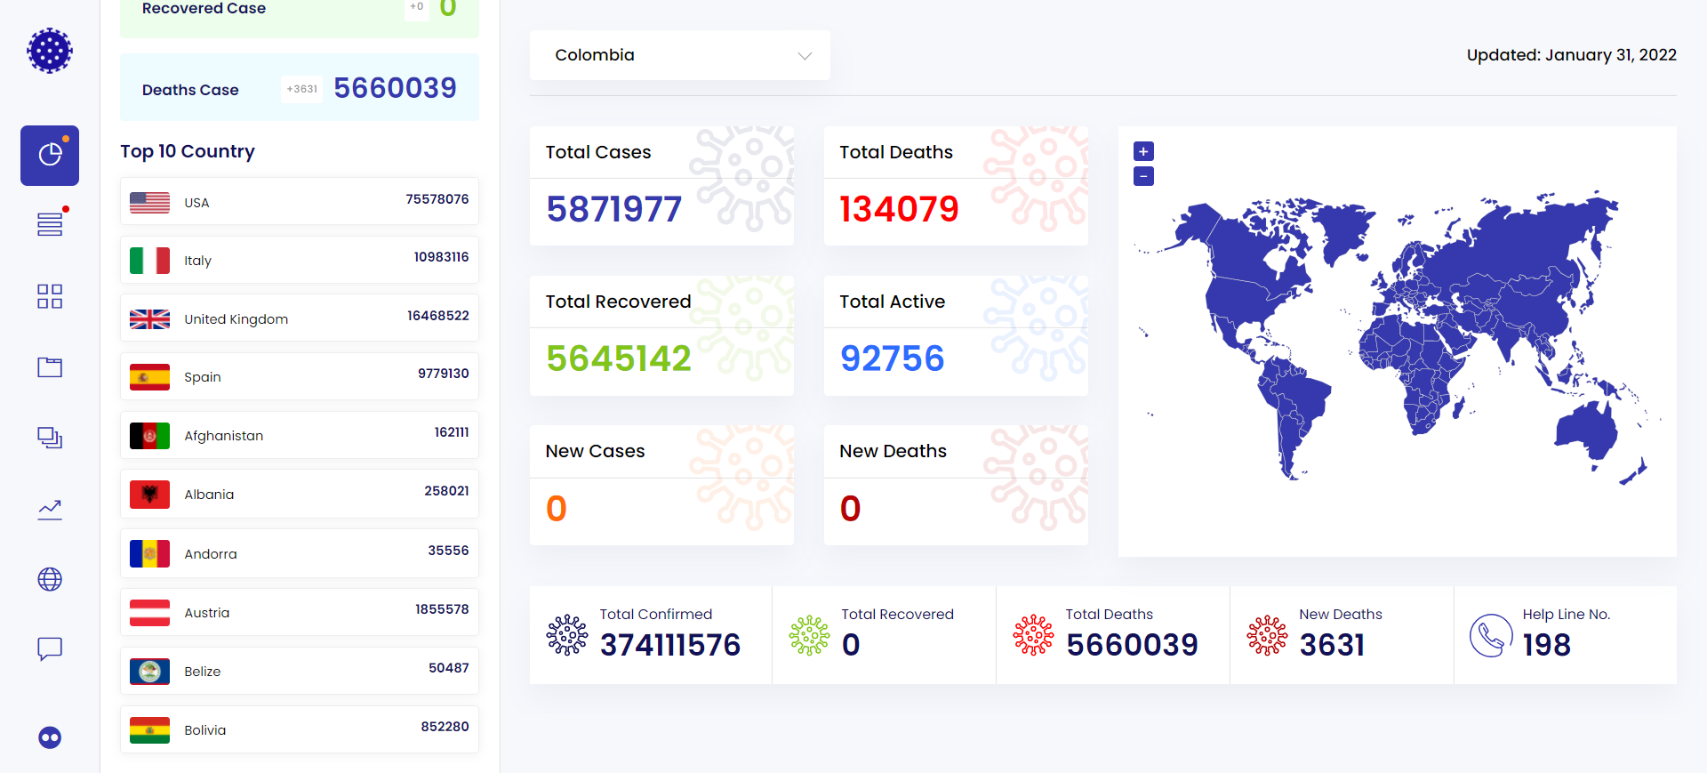 Recovered Case
+0
0
Deaths Case
+3631
5660039
Top 10 Country
USA
75578076
Italy
10983116
United Kingdom
16468522
Spain
9779130
Afghanistan
162111
Albania
258021
Andorra
35556
Austria
1855578
Belize
50487
Bolivia
852280
Colombia
Updated: January 31, 2022
Total Cases
5871977
Total Deaths
134079
Total Recovered
5645142
Total Active
92756
New Cases
0
New Deaths
0
+
−
Total Confirmed
374111576
Total Recovered
0
Total Deaths
5660039
New Deaths
3631
Help Line No.
198